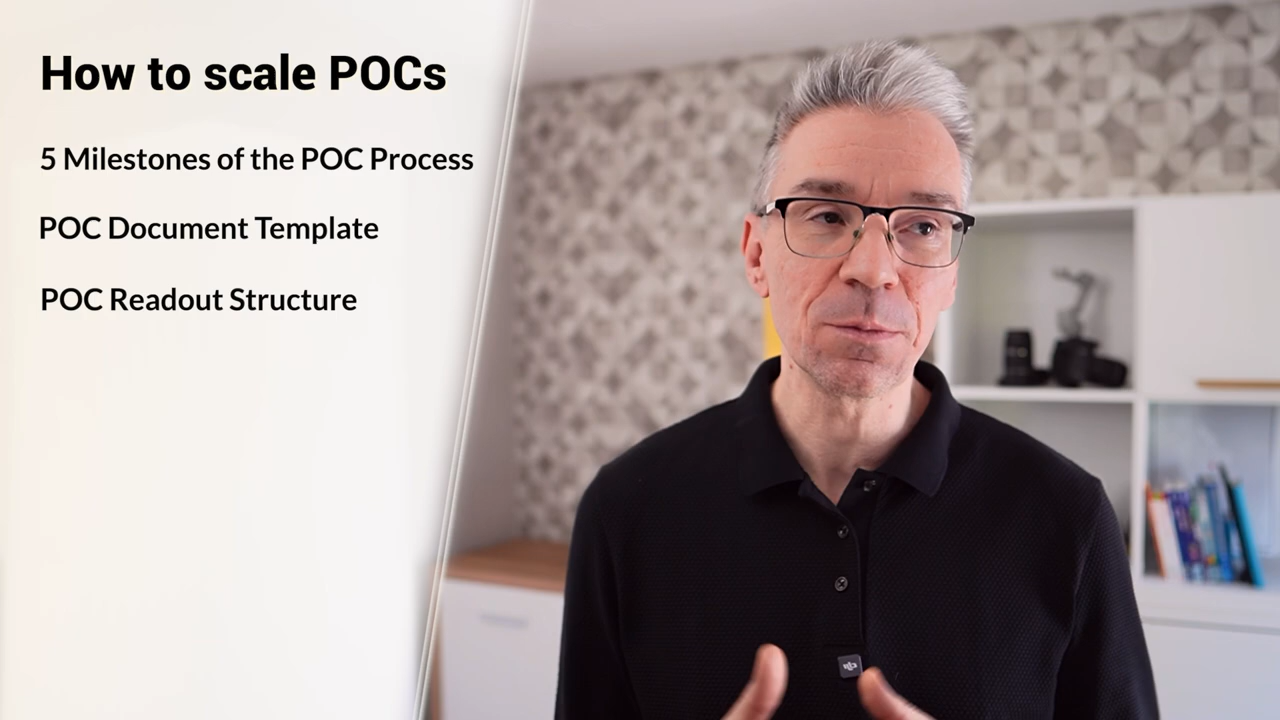 How to scale POCs
5 Milestones of the POC Process
POC Document Template
POC Readout Structure